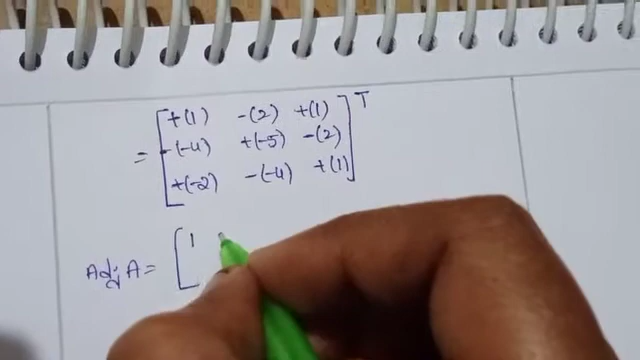 +(1) -(2) +(1) T
= -(-4) +(-5) -(2)
+(-2) -(-4) +(1)
Adj A = [ 1